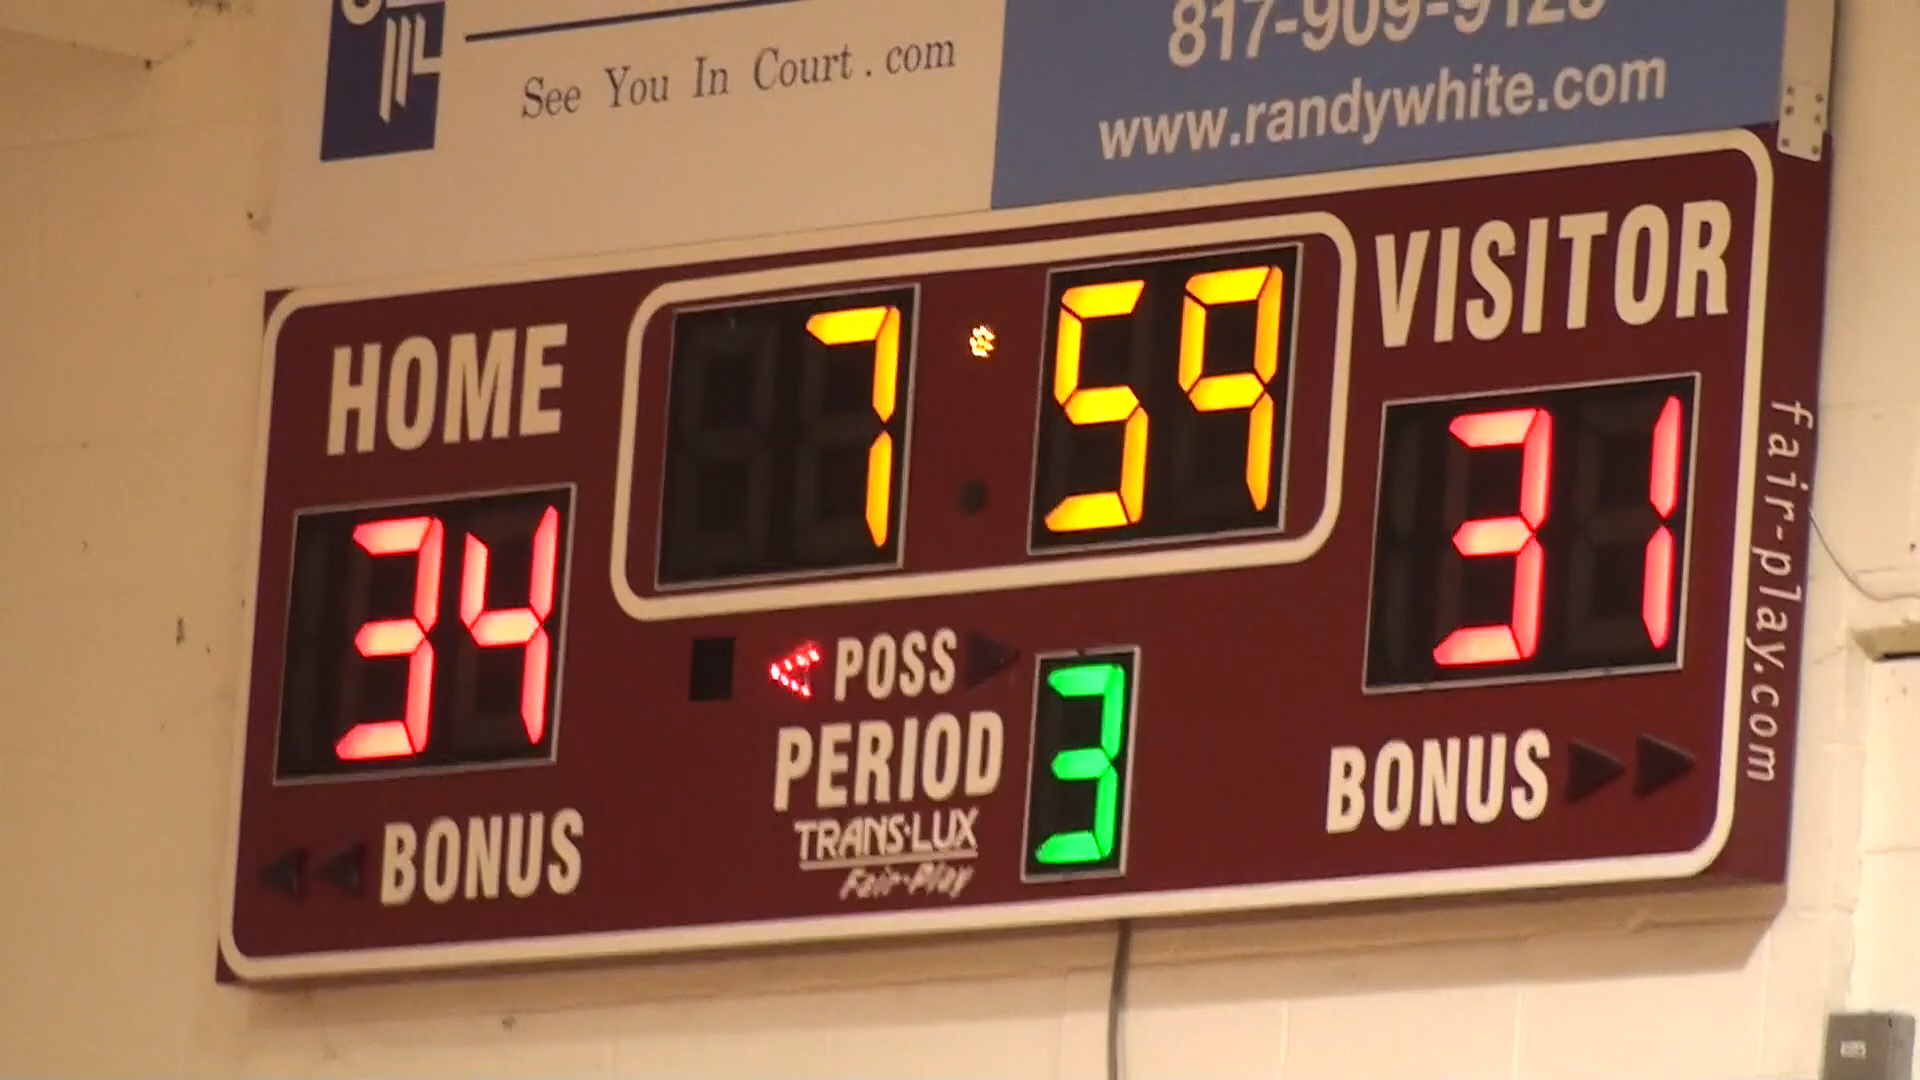 See You In Court . com
817-909-9128
www.randywhite.com
HOME
7:59
VISITOR
34
31
POSS
PERIOD
3
BONUS
BONUS
TRANS·LUX
Fair-Play
fair-play.com